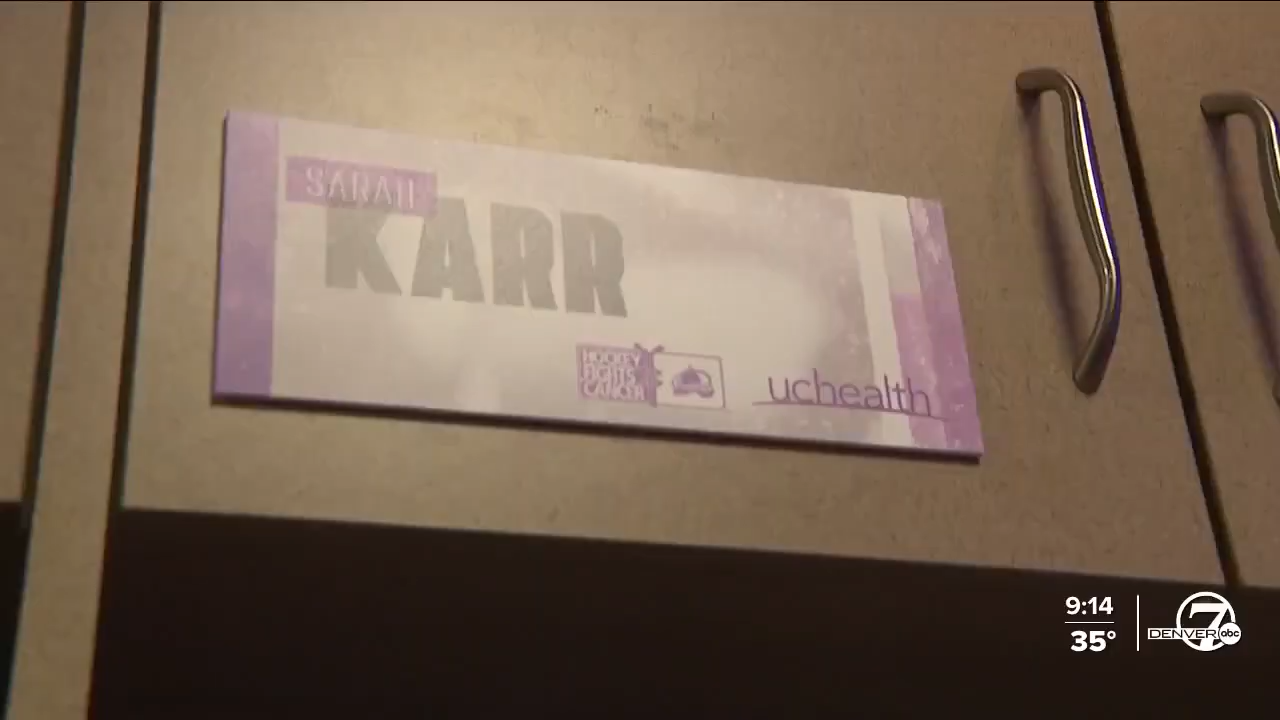 SARAH
KARR
HOCKEY
FIGHTS
CANCER
uchealth
9:14
35°
7
DENVER abc